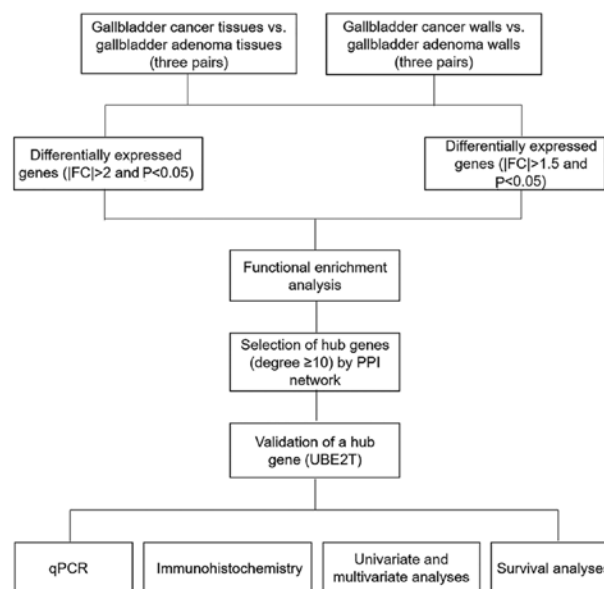 Gallbladder cancer tissues vs.
gallbladder adenoma tissues
(three pairs)
Gallbladder cancer walls vs.
gallbladder adenoma walls
(three pairs)
Differentially expressed
genes (|FC|>2 and P<0.05)
Differentially expressed
genes (|FC|>1.5 and
P<0.05)
Functional enrichment
analysis
Selection of hub genes
(degree ≥10) by PPI
network
Validation of a hub
gene (UBE2T)
qPCR
Immunohistochemistry
Univariate and
multivariate analyses
Survival analyses